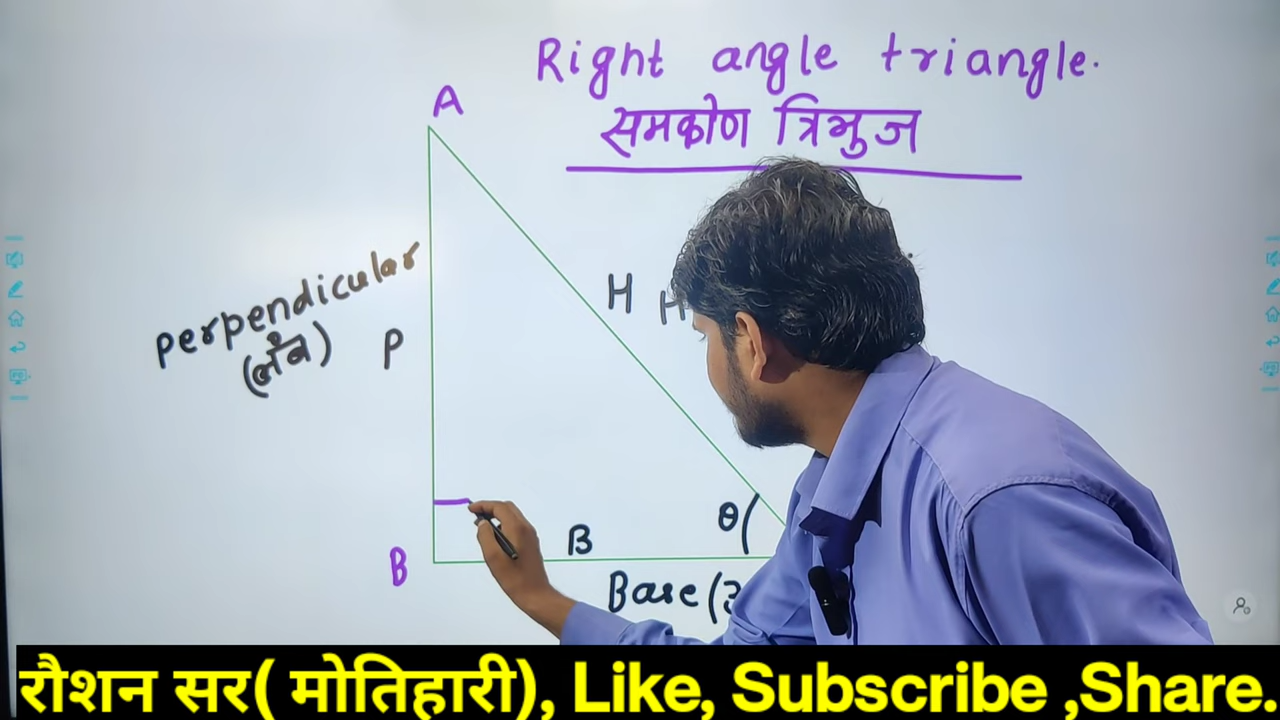 Right angle triangle.
समकोण त्रिभुज
A
perpendicular
(लंब)
P
H H
θ
B
B
Base (
रौशन सर( मोतिहारी), Like, Subscribe ,Share.